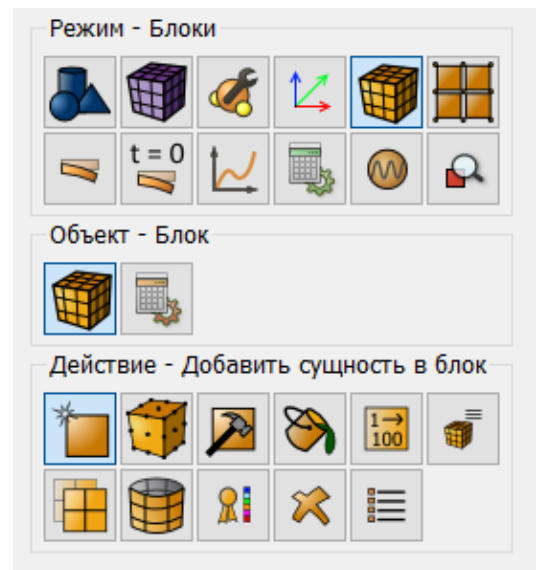 Режим - Блоки
t = 0
Объект - Блок
Действие - Добавить сущность в блок
1→
100